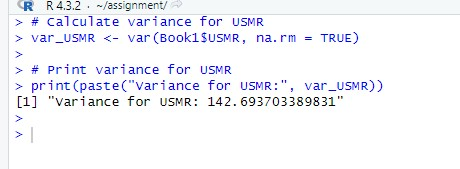 R R 4.3.2 · ~/assignment/
> # Calculate variance for USMR
> var_USMR <- var(Book1$USMR, na.rm = TRUE)
>
> # Print variance for USMR
> print(paste("Variance for USMR:", var_USMR))
[1] "Variance for USMR: 142.693703389831"
>
>